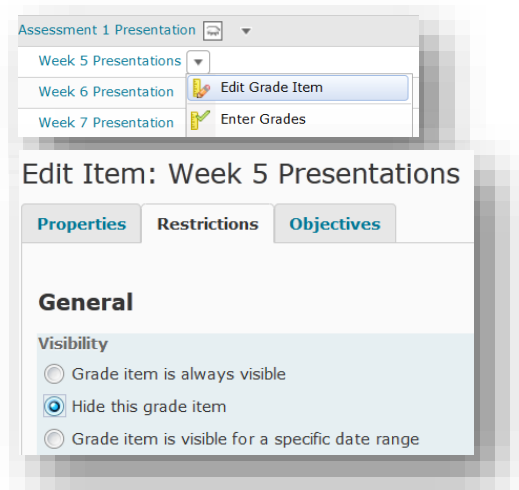 Assessment 1 Presentation
Week 5 Presentations
Edit Grade Item
Week 6 Presentation
Enter Grades
Week 7 Presentation
Edit Item: Week 5 Presentations
Properties Restrictions Objectives
General
Visibility
Grade item is always visible
Hide this grade item
Grade item is visible for a specific date range